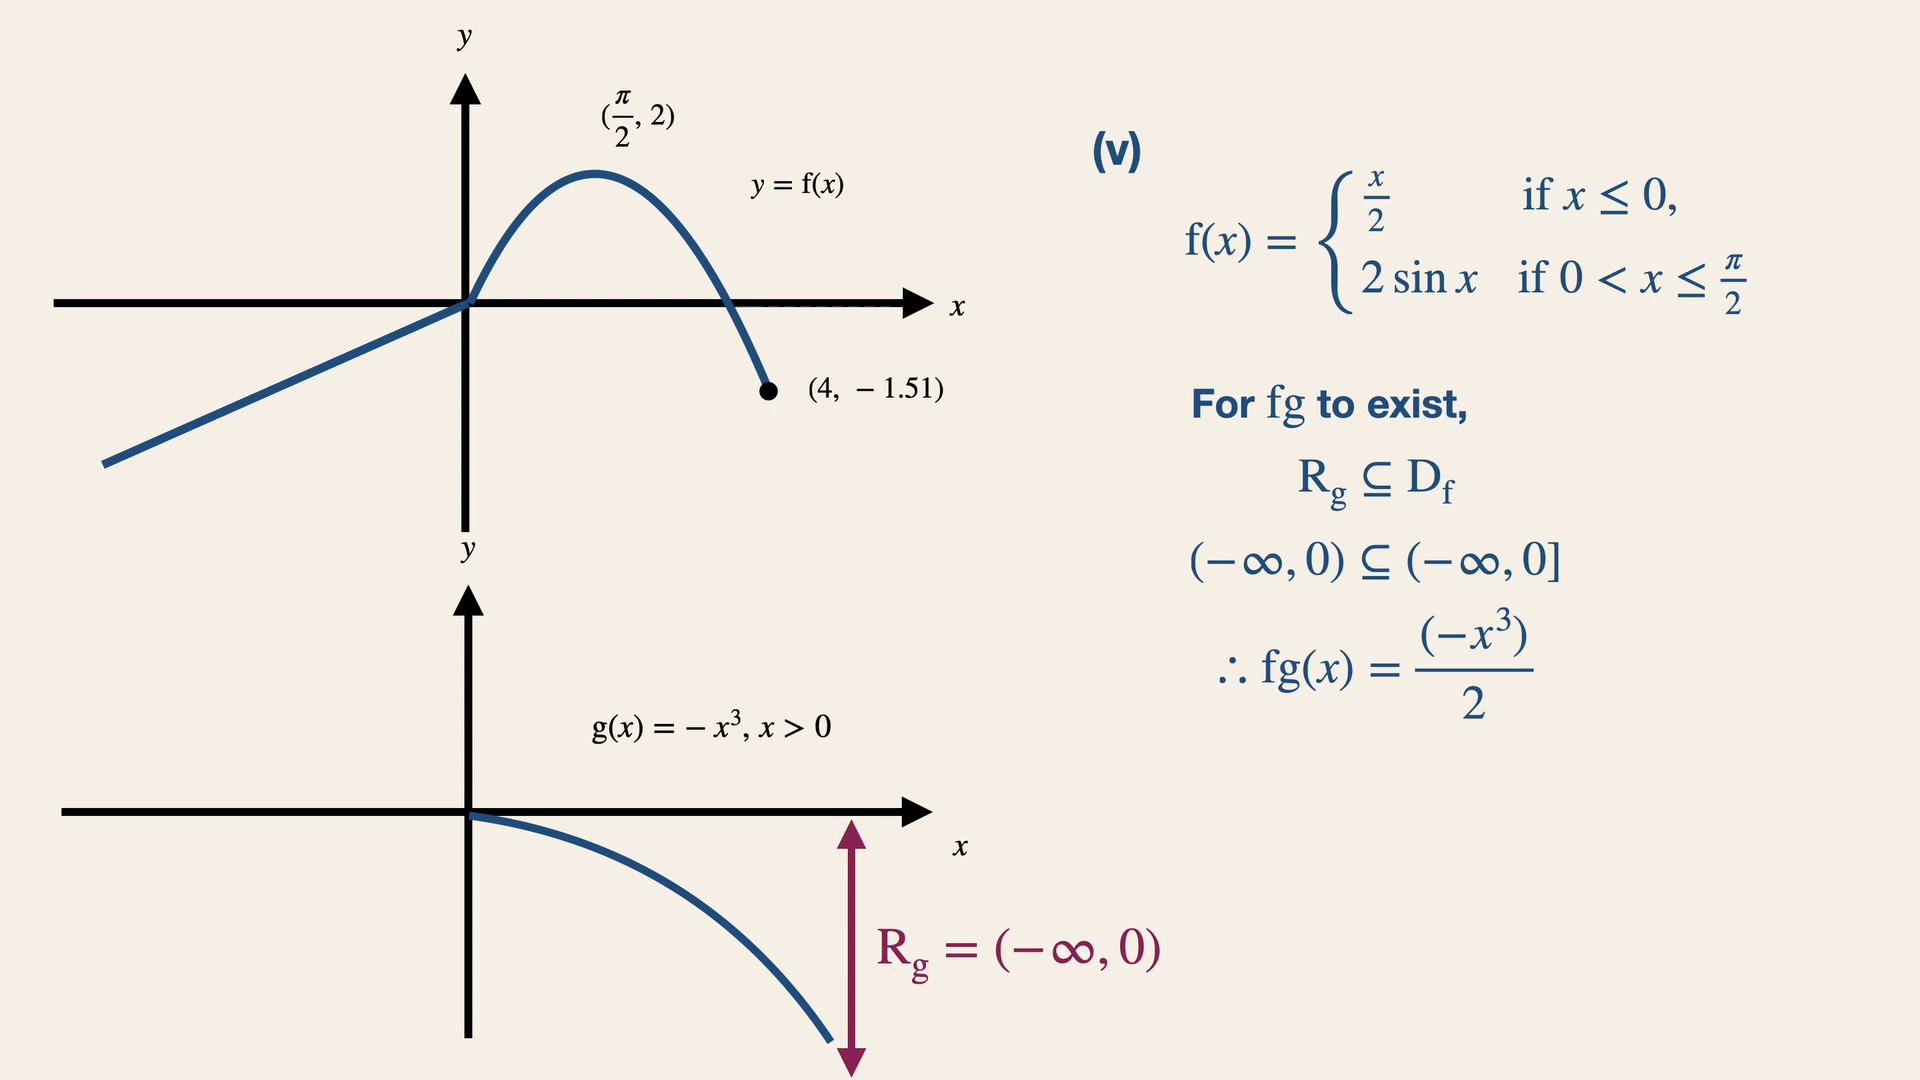 y
(π/2, 2)
y = f(x)
x
(4, − 1.51)
y
g(x) = − x³, x > 0
x
R_g = (−∞, 0)
(v)
f(x) = { x/2 if x ≤ 0,
2 sin x if 0 < x ≤ π/2
For fg to exist,
R_g ⊆ D_f
(−∞, 0) ⊆ (−∞, 0]
∴ fg(x) = (−x³)/2